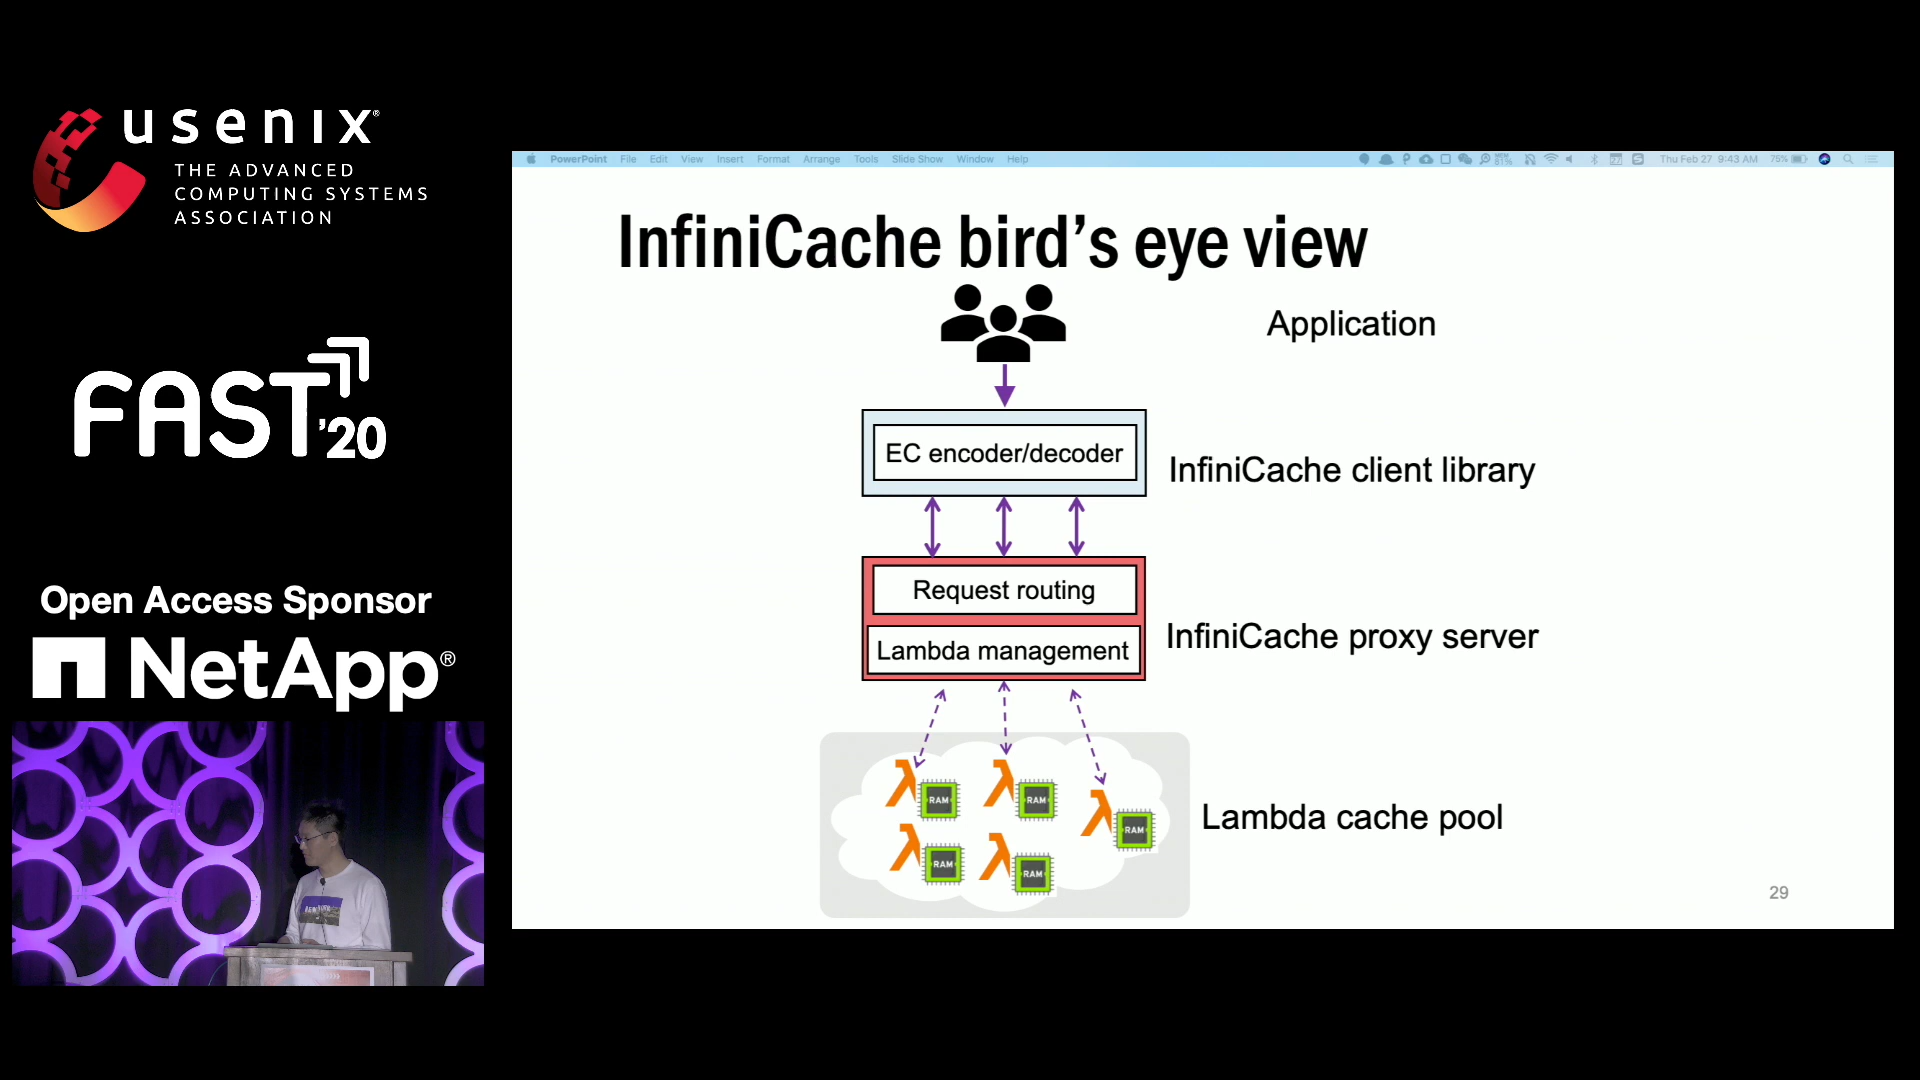 usenix®
THE ADVANCED
COMPUTING SYSTEMS
ASSOCIATION
FAST '20
Open Access Sponsor
NetApp®
PowerPoint File Edit View Insert Format Arrange Tools Slide Show Window Help
Thu Feb 27 9:43 AM 75%
InfiniCache bird's eye view
Application
EC encoder/decoder
InfiniCache client library
Request routing
Lambda management
InfiniCache proxy server
λ RAM λ RAM λ RAM
λ RAM λ RAM
Lambda cache pool
29